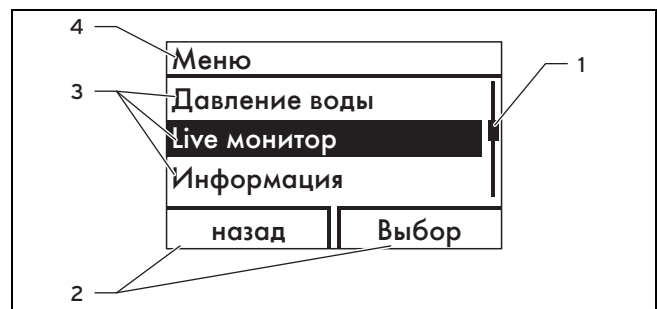 4
Меню
1
3
Давление воды
Live монитор
Информация
назад Выбор
2